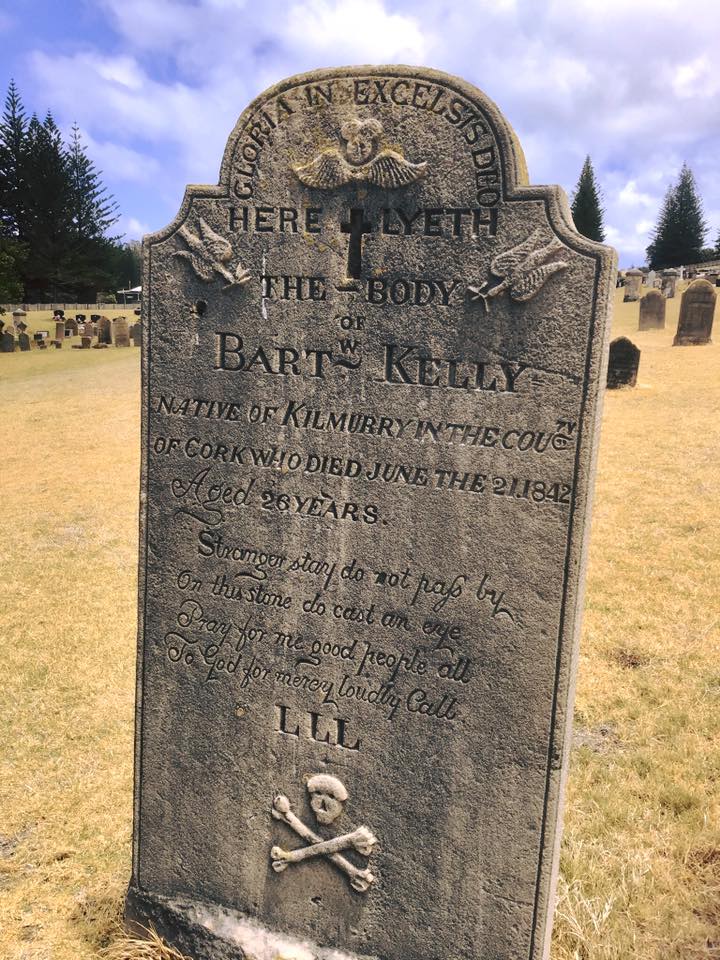 GLORIA IN EXCELSIS DEO
HERE LYETH
THE BODY
OF
BARTW KELLY
NATIVE OF KILMURRY IN THE COUTY
OF CORK WHO DIED JUNE THE 21.1842
Aged 26 YEARS.
Stranger stay do not paſs by
On this stone do cast an eye
Pray for me good people all
To God for mercy loudly Call.
LLL